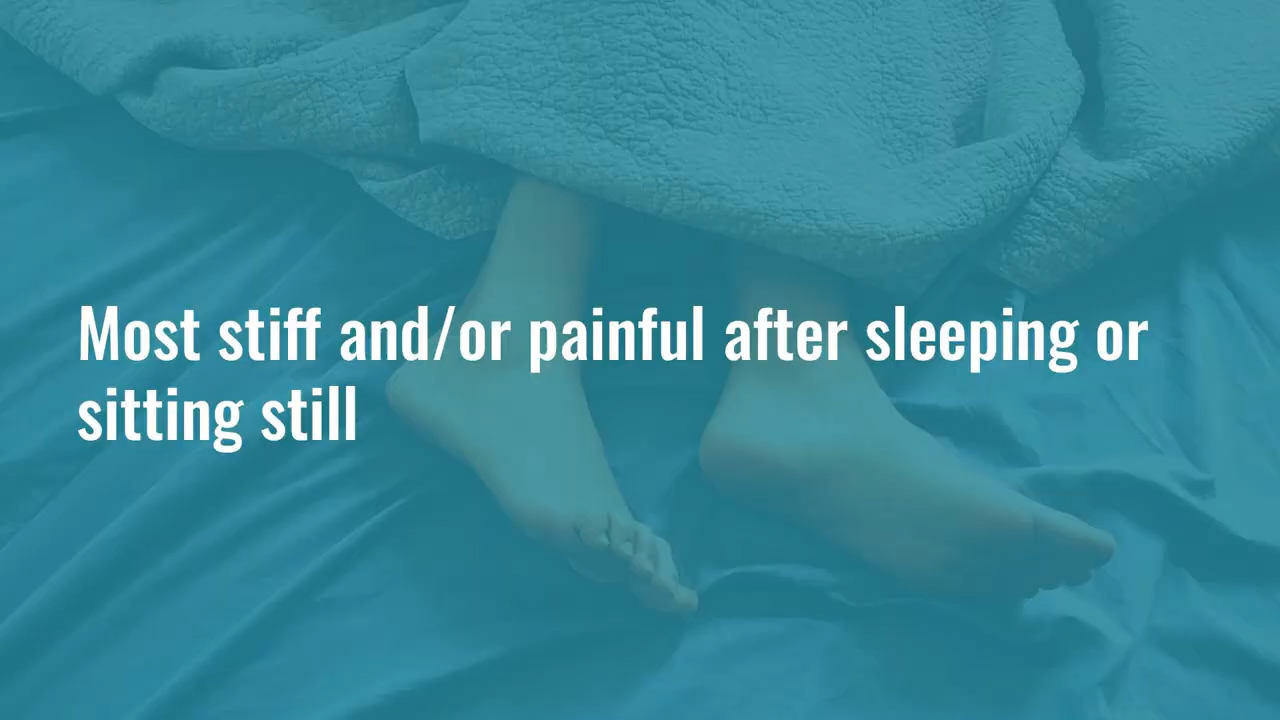 Most stiff and/or painful after sleeping or
sitting still